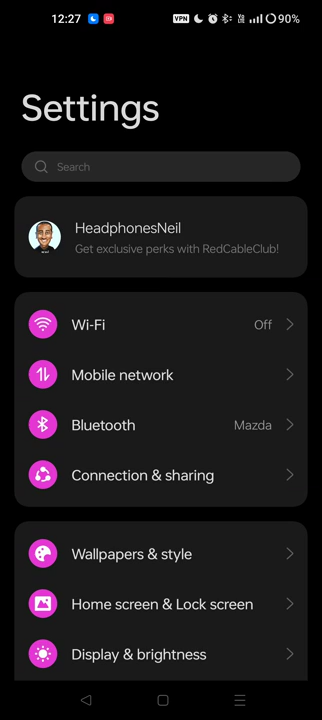 12:27 VPN 90%
Settings
Search
HeadphonesNeil
Get exclusive perks with RedCableClub!
Wi-Fi Off
Mobile network
Bluetooth Mazda
Connection & sharing
Wallpapers & style
Home screen & Lock screen
Display & brightness